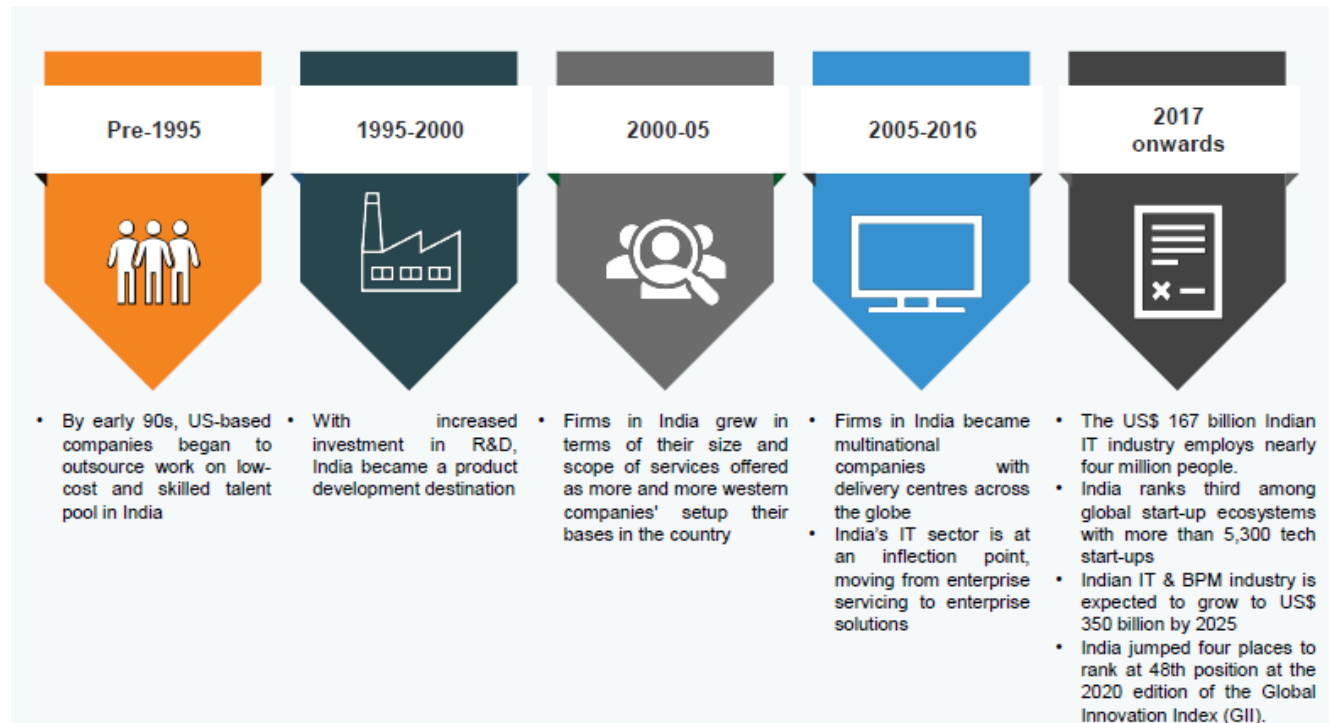 Pre-1995
1995-2000
2000-05
2005-2016
2017
onwards
• By early 90s, US-based
companies began to
outsource work on low-
cost and skilled talent
pool in India
• With increased
investment in R&D,
India became a product
development destination
• Firms in India grew in
terms of their size and
scope of services offered
as more and more western
companies' setup their
bases in the country
• Firms in India became
multinational
companies with
delivery centres across
the globe
• India’s IT sector is at
an inflection point,
moving from enterprise
servicing to enterprise
solutions
• The US$ 167 billion Indian
IT industry employs nearly
four million people.
• India ranks third among
global start-up ecosystems
with more than 5,300 tech
start-ups
• Indian IT & BPM industry is
expected to grow to US$
350 billion by 2025
• India jumped four places to
rank at 48th position at the
2020 edition of the Global
Innovation Index (GII).